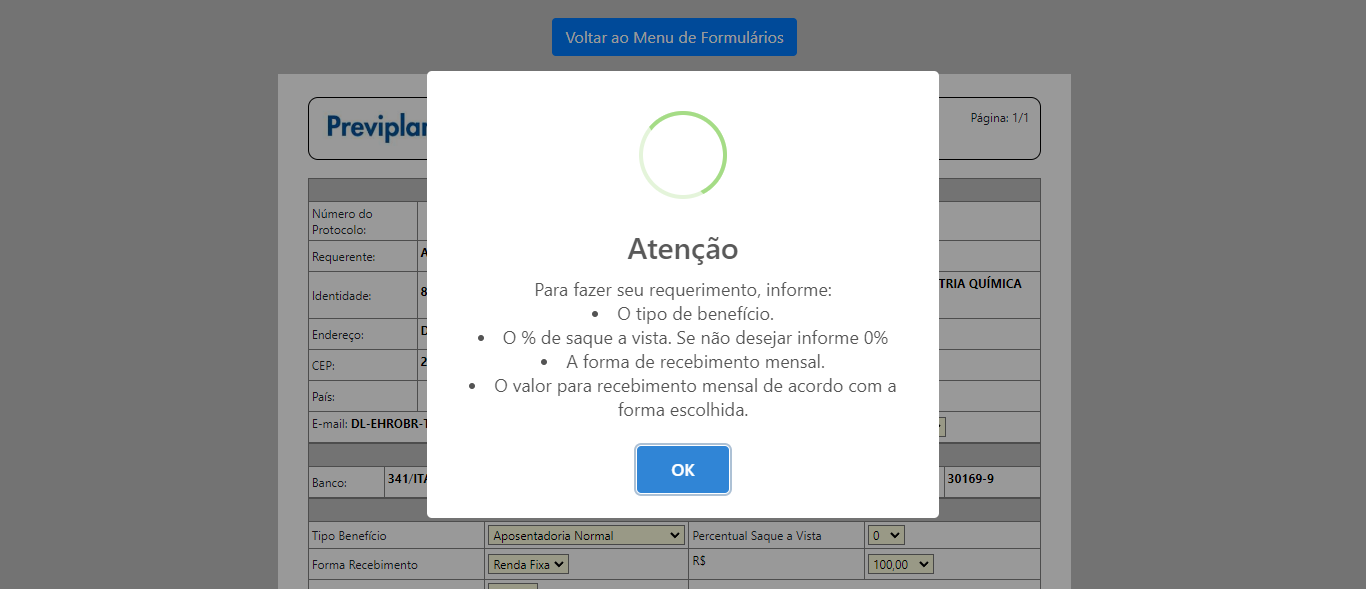 Voltar ao Menu de Formulários
Previplan
Página: 1/1
Atenção
Para fazer seu requerimento, informe:
• O tipo de benefício.
• O % de saque a vista. Se não desejar informe 0%
• A forma de recebimento mensal.
• O valor para recebimento mensal de acordo com a
forma escolhida.
OK
Número do
Protocolo:
Requerente: A
Identidade: 8 TRIA QUÍMICA
Endereço: D
CEP: 2
País:
E-mail: DL-EHROBR-T
Banco: 341/ITA 30169-9
Tipo Benefício Aposentadoria Normal Percentual Saque a Vista 0
Forma Recebimento Renda Fixa R$ 100,00